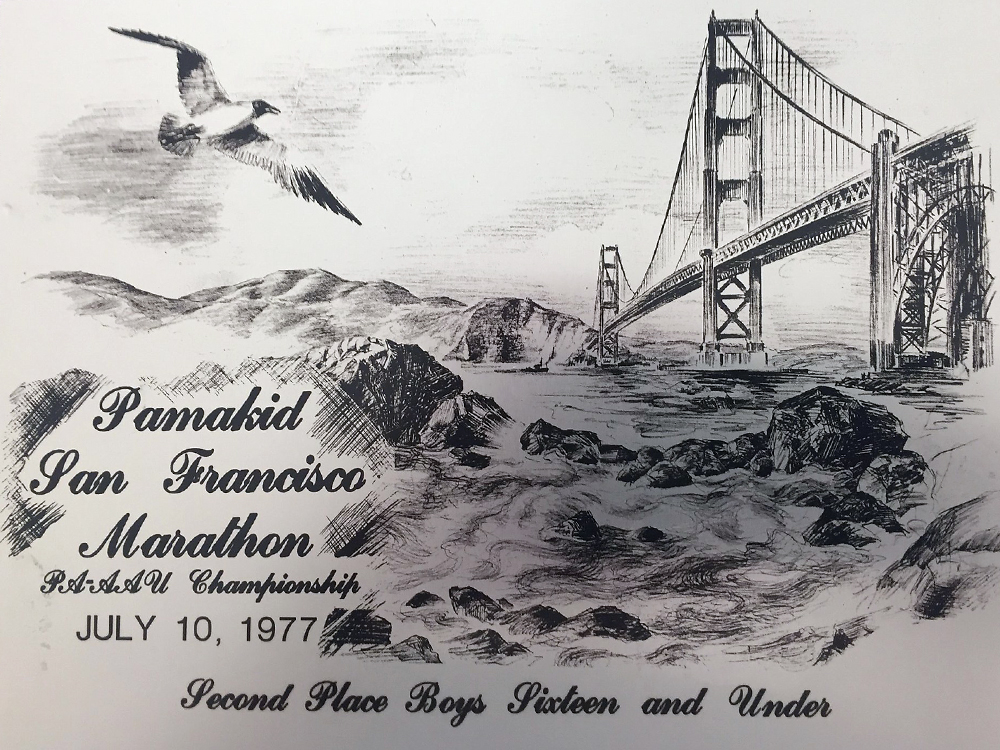 Pamakid
San Francisco
Marathon
PA-AAU Championship
JULY 10, 1977
Second Place Boys Sixteen and Under